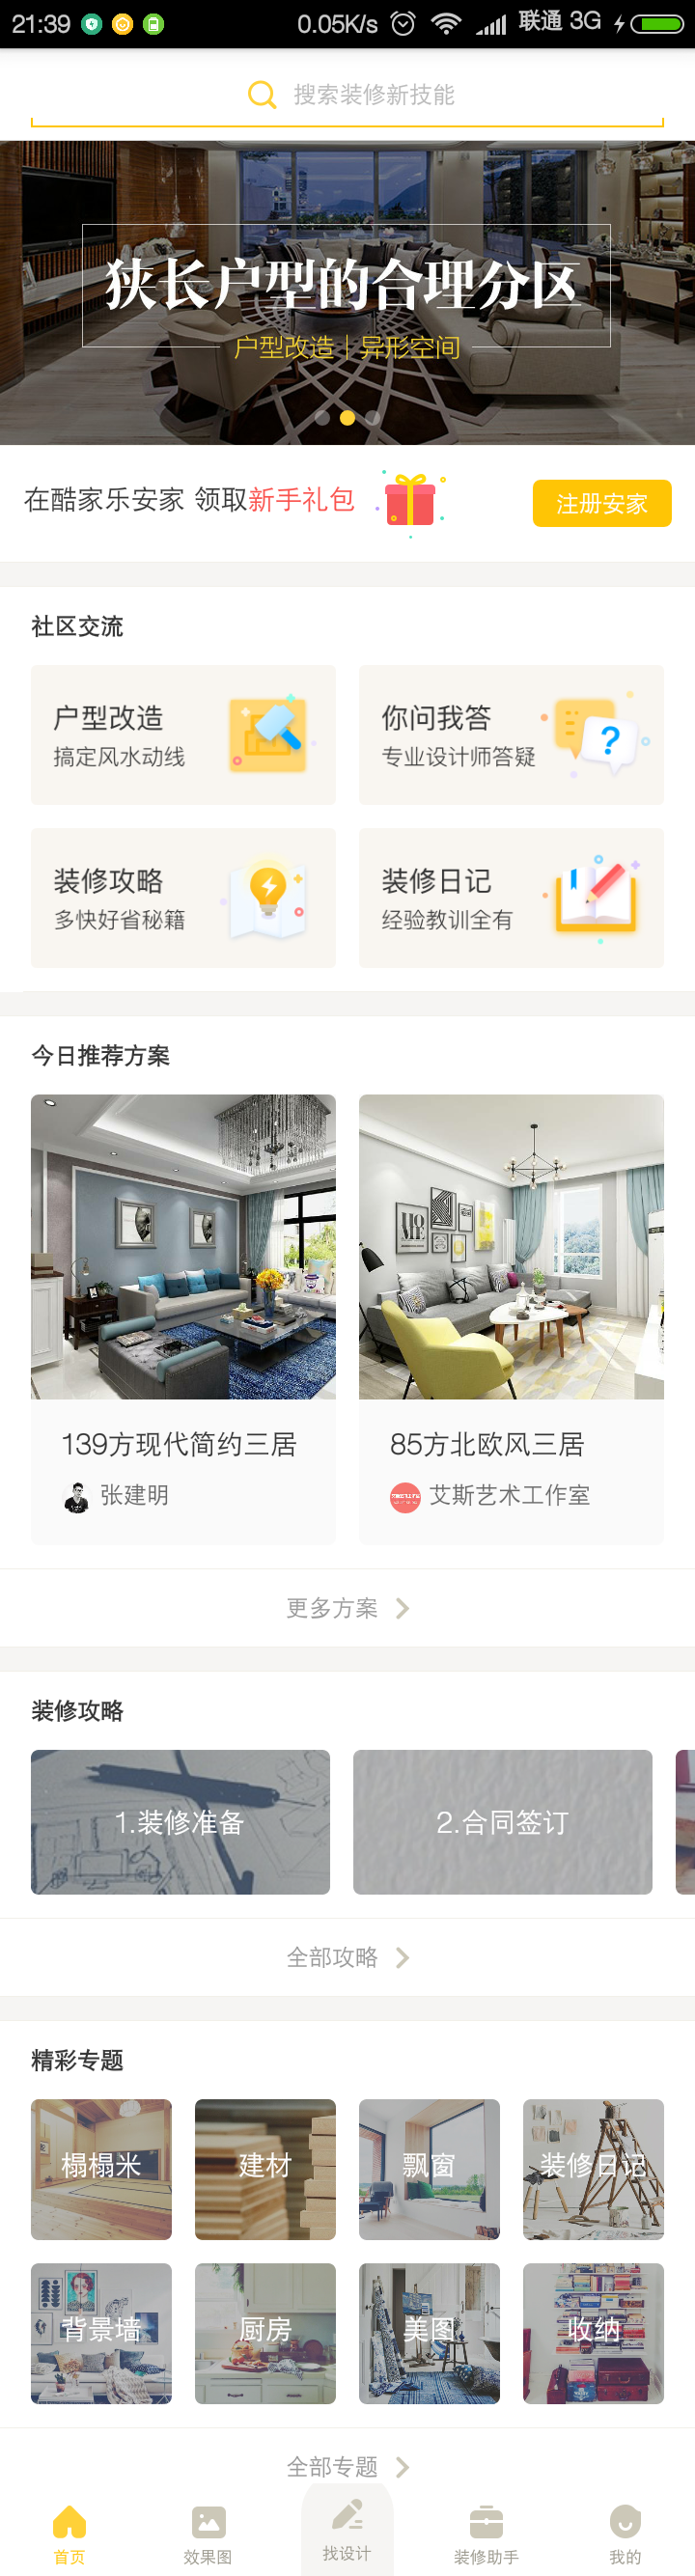 21:39
0.05K/s
联通 3G
搜索装修新技能
狭长户型的合理分区
户型改造 | 异形空间
在酷家乐安家 领取新手礼包
注册安家
社区交流
户型改造
搞定风水动线
你问我答
专业设计师答疑
装修攻略
多快好省秘籍
装修日记
经验教训全有
今日推荐方案
139方现代简约三居
张建明
85方北欧风三居
艾斯艺术工作室
更多方案
装修攻略
1.装修准备
2.合同签订
全部攻略
精彩专题
榻榻米
建材
飘窗
装修日记
背景墙
厨房
美图
收纳
全部专题
首页
效果图
找设计
装修助手
我的